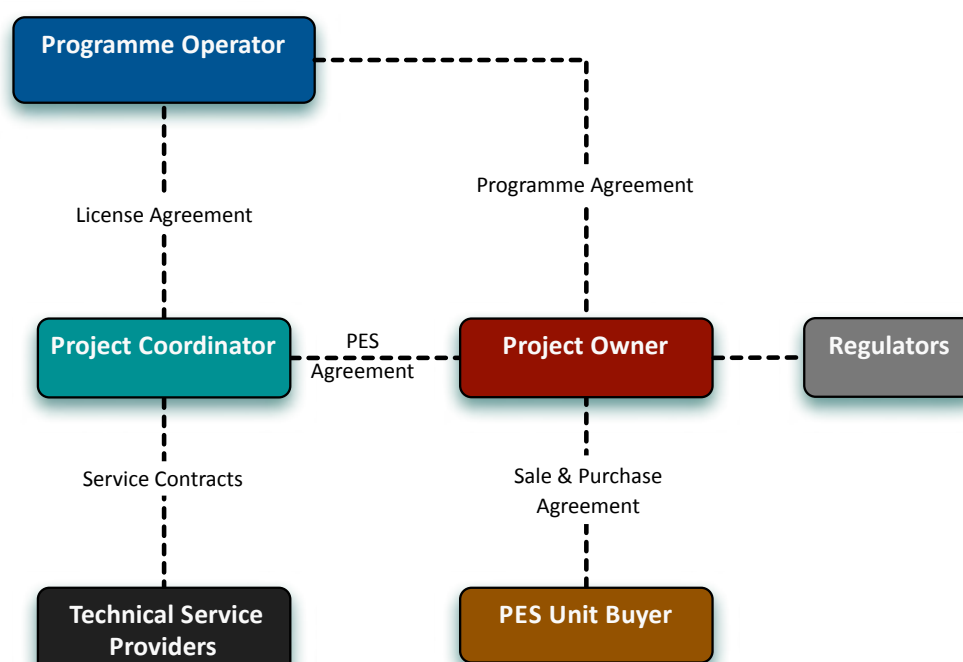 Programme Operator
Programme Agreement
License Agreement
Project Coordinator
PES
Agreement
Project Owner
Regulators
Service Contracts
Sale & Purchase
Agreement
Technical Service
Providers
PES Unit Buyer